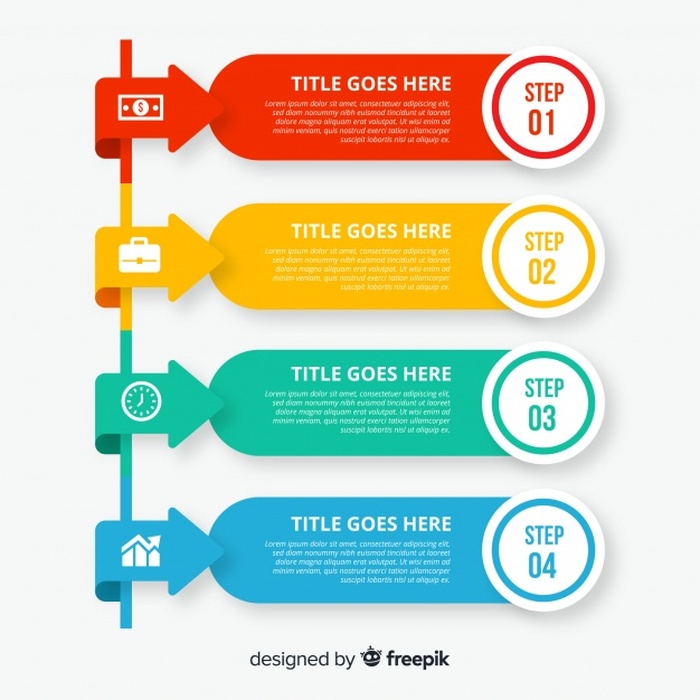 TITLE GOES HERE
Lorem ipsum dolor sit amet, consectetuer adipiscing elit,
sed diam nonummy nibh euismod tincidunt ut laoreet
dolore magna aliquam erat volutpat. Ut wisi enim ad
minim veniam, quis nostrud exerci tation ullamcorper
suscipit lobortis nisl ut aliquip ex.
STEP
01
$
TITLE GOES HERE
Lorem ipsum dolor sit amet, consectetuer adipiscing elit,
sed diam nonummy nibh euismod tincidunt ut laoreet
dolore magna aliquam erat volutpat. Ut wisi enim ad
minim veniam, quis nostrud exerci tation ullamcorper
suscipit lobortis nisl ut aliquip ex.
STEP
02
TITLE GOES HERE
Lorem ipsum dolor sit amet, consectetuer adipiscing elit,
sed diam nonummy nibh euismod tincidunt ut laoreet
dolore magna aliquam erat volutpat. Ut wisi enim ad
minim veniam, quis nostrud exerci tation ullamcorper
suscipit lobortis nisl ut aliquip ex.
STEP
03
TITLE GOES HERE
Lorem ipsum dolor sit amet, consectetuer adipiscing elit,
sed diam nonummy nibh euismod tincidunt ut laoreet
dolore magna aliquam erat volutpat. Ut wisi enim ad
minim veniam, quis nostrud exerci tation ullamcorper
suscipit lobortis nisl ut aliquip ex.
STEP
04
designed by freepik